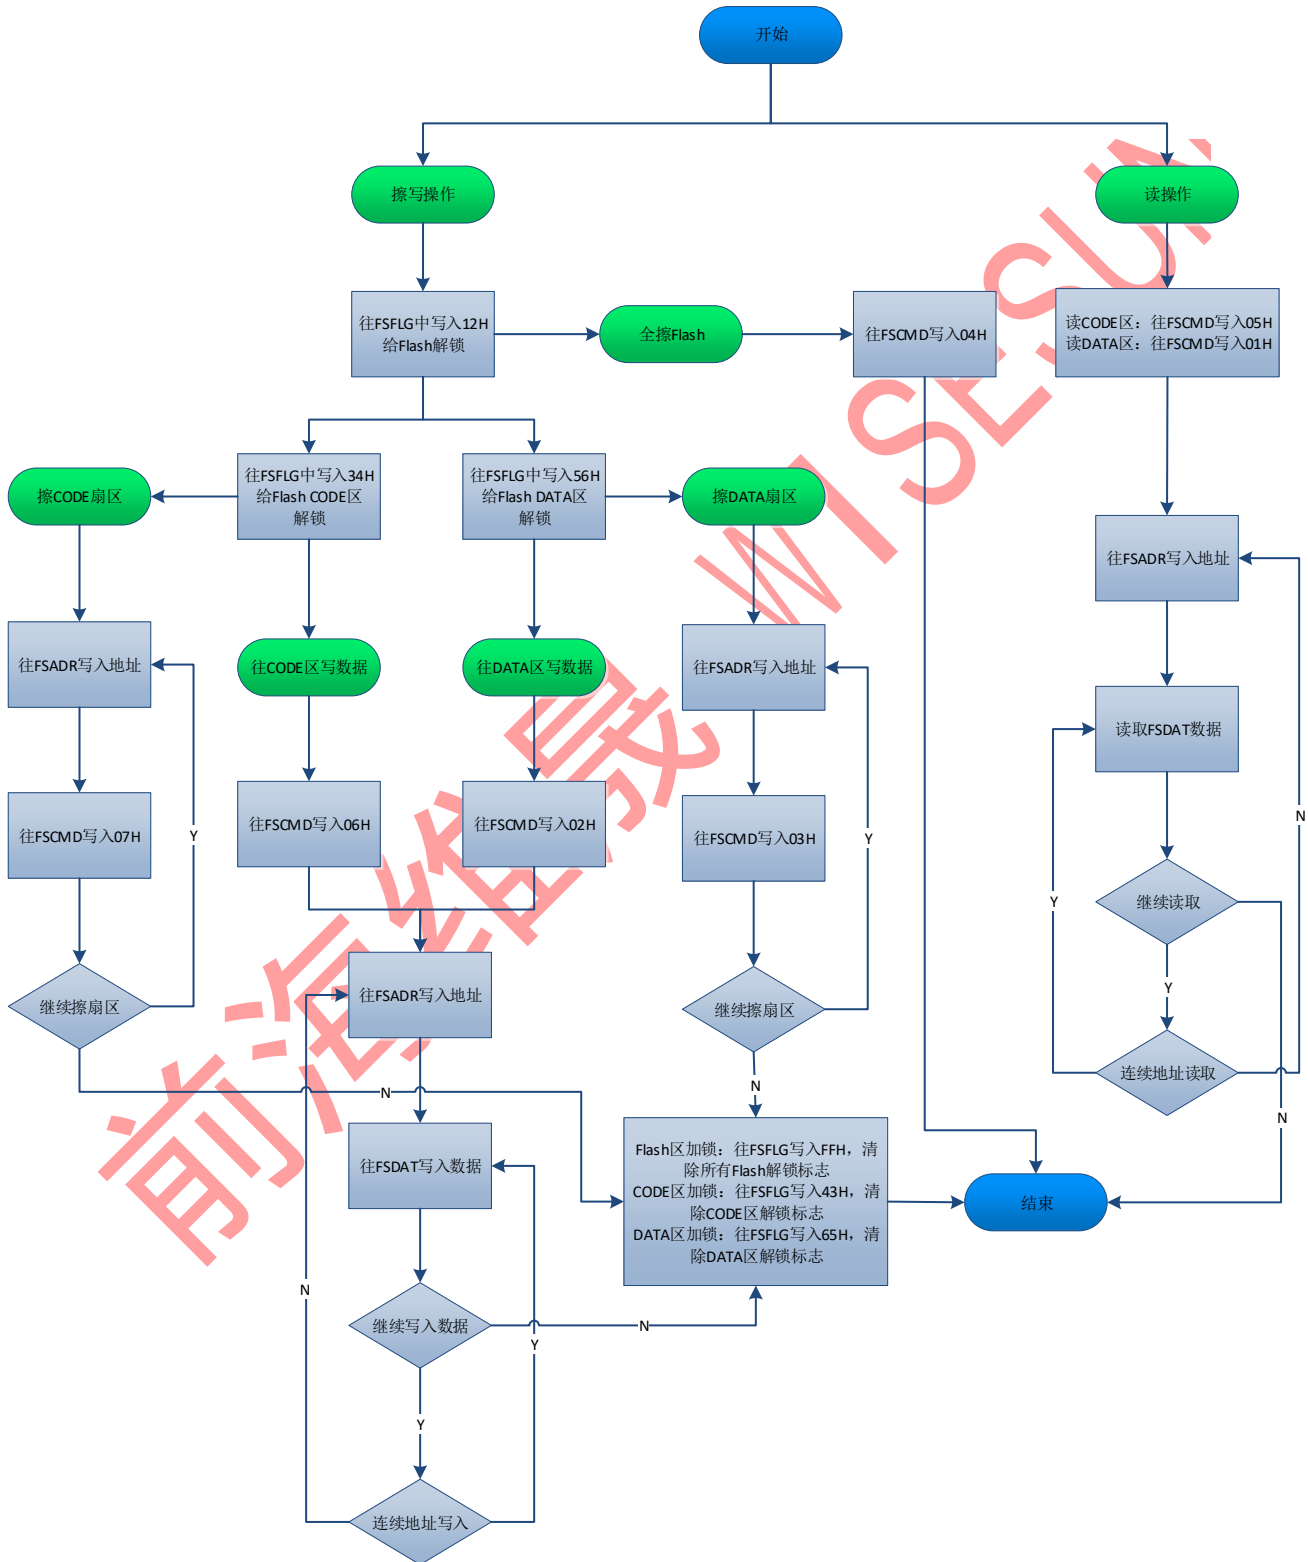 开始
擦写操作
读操作
往FSFLG中写入12H
给Flash解锁
全擦Flash
往FSCMD写入04H
读CODE区：往FSCMD写入05H
读DATA区：往FSCMD写入01H
擦CODE扇区
往FSFLG中写入34H
给Flash CODE区
解锁
往FSFLG中写入56H
给Flash DATA区
解锁
擦DATA扇区
往FSADR写入地址
往FSADR写入地址
往CODE区写数据
往DATA区写数据
往FSADR写入地址
读取FSDAT数据
往FSCMD写入07H
Y
往FSCMD写入06H
往FSCMD写入02H
往FSCMD写入03H
Y
N
继续读取
Y
Y
继续擦扇区
往FSADR写入地址
继续擦扇区
连续地址读取
N
N
N
往FSDAT写入数据
Flash区加锁：往FSFLG写入FFH，清
除所有Flash解锁标志
CODE区加锁：往FSFLG写入43H，清
除CODE区解锁标志
DATA区加锁：往FSFLG写入65H，清
除DATA区解锁标志
结束
N
继续写入数据
N
Y
Y
连续地址写入
前海维晟 WISESUN